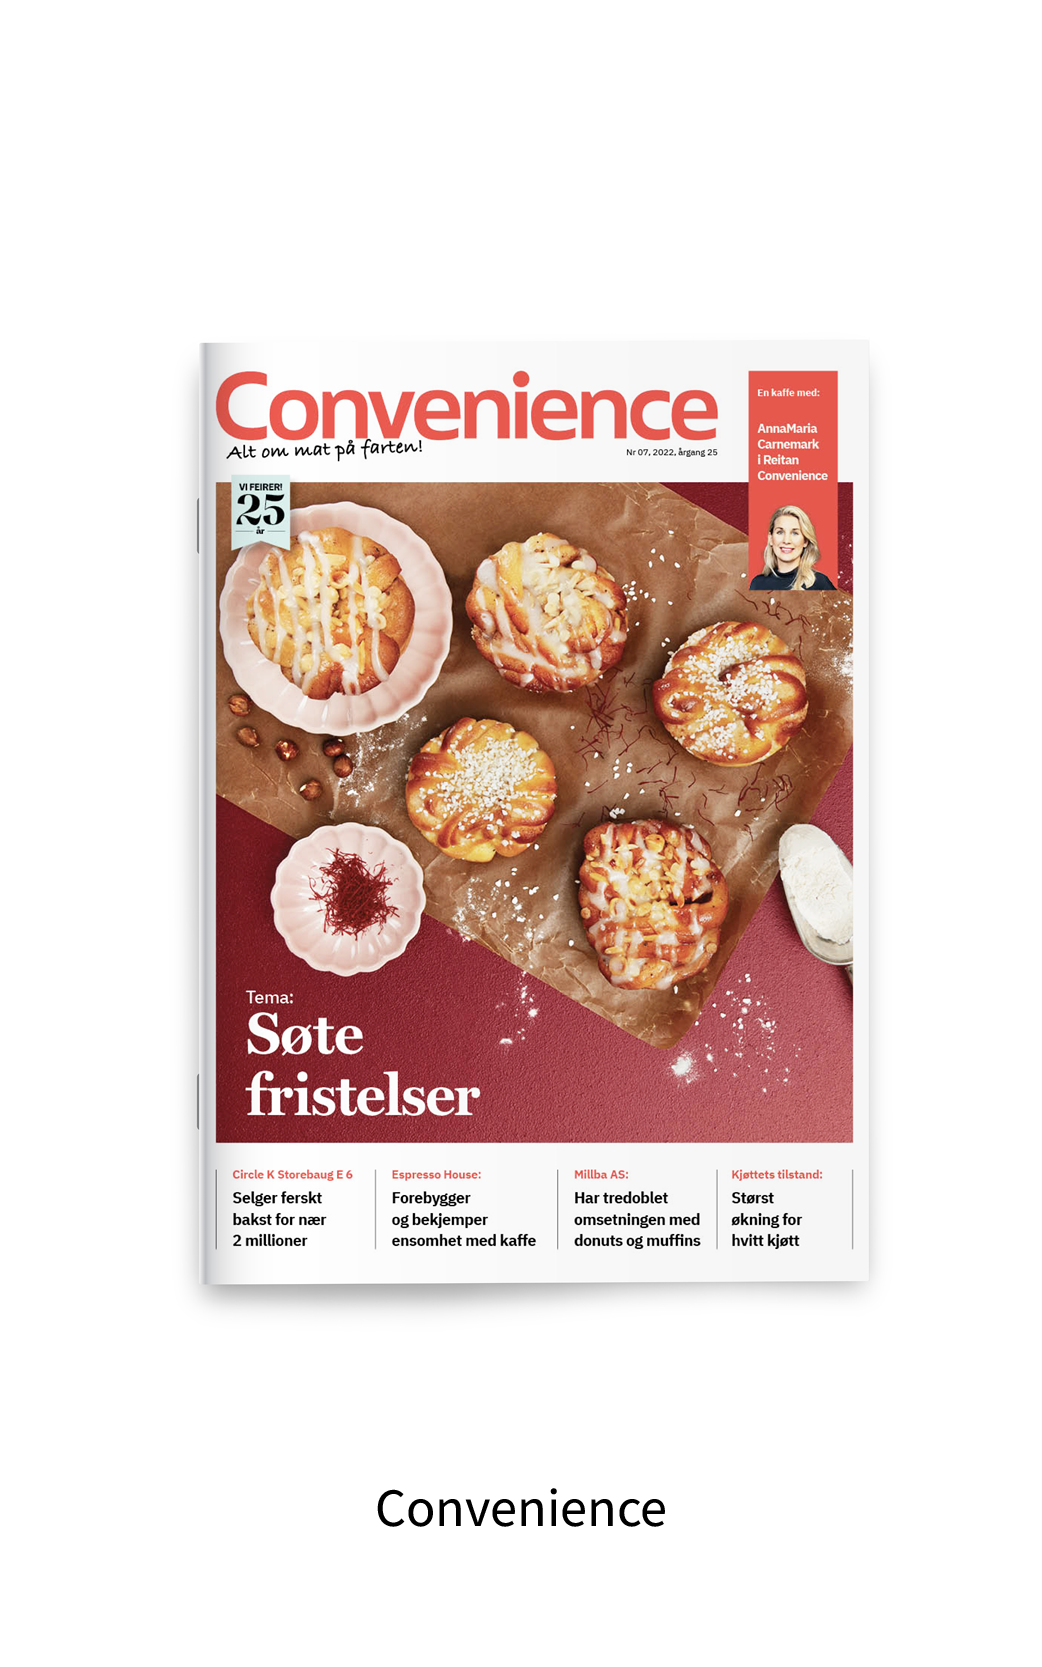 Convenience
Alt om mat på farten!
Nr 07, 2022, årgang 25
En kaffe med:
AnnaMaria
Carnemark
i Reitan
Convenience
VI FEIRER!
25
år
Tema:
Søte
fristelser
Circle K Storebaug E 6
Selger ferskt
bakst for nær
2 millioner
Espresso House:
Forebygger
og bekjemper
ensomhet med kaffe
Millba AS:
Har tredoblet
omsetningen med
donuts og muffins
Kjøttets tilstand:
Størst
økning for
hvitt kjøtt
Convenience